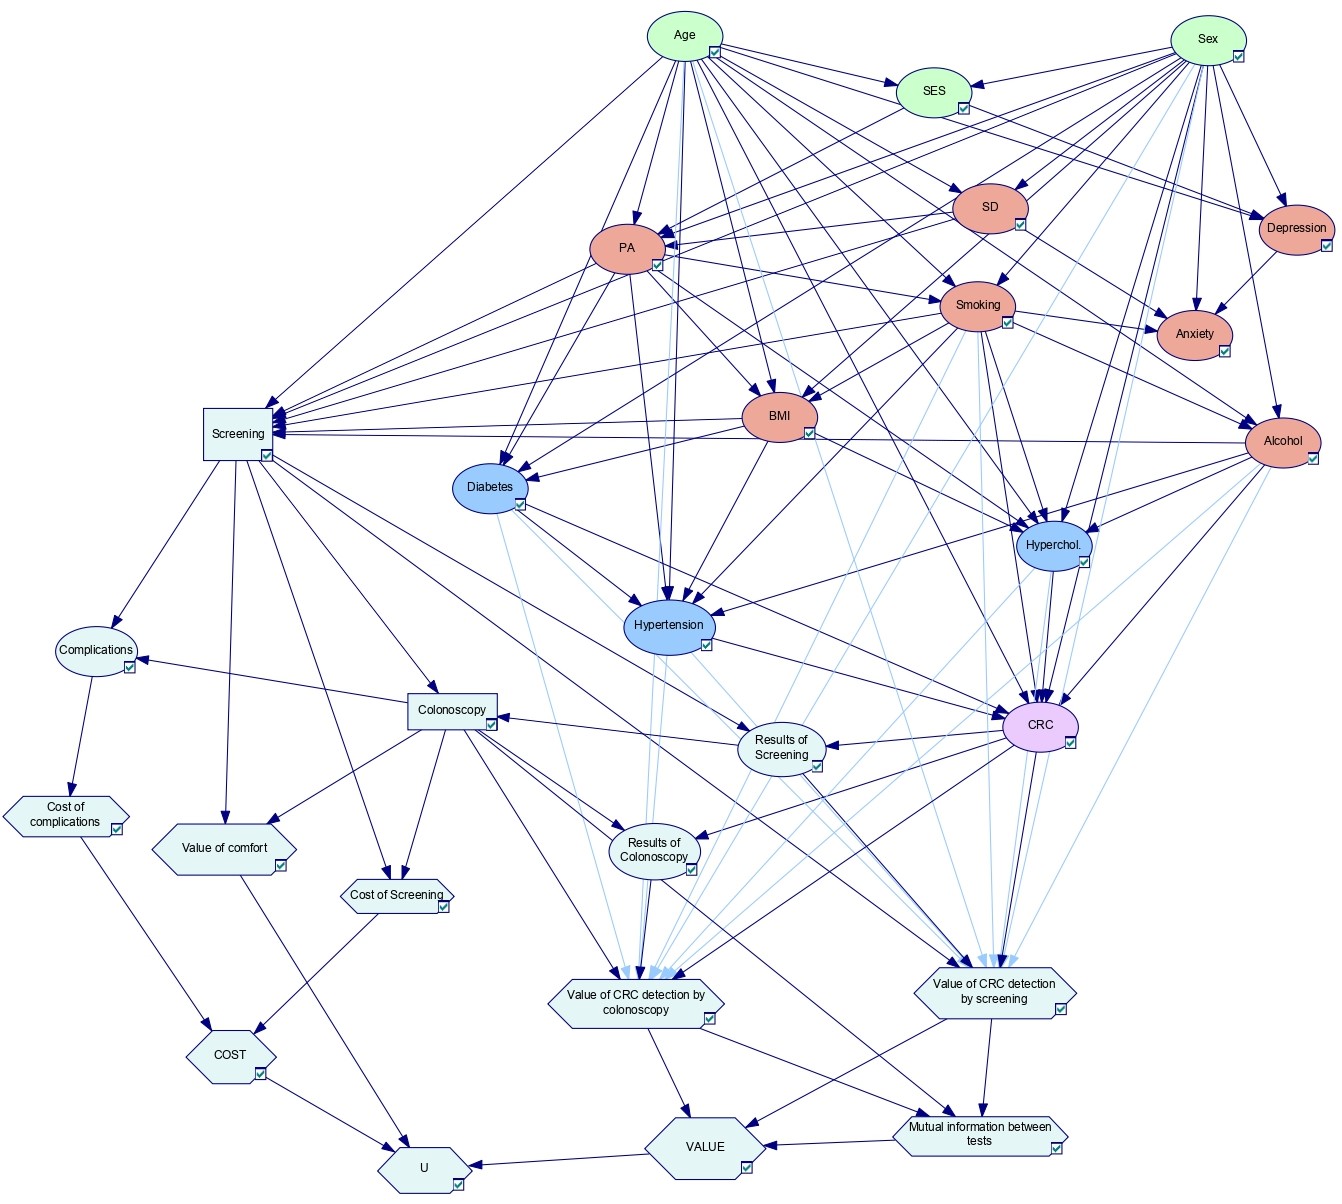 Age
Sex
SES
SD
Depression
PA
Smoking
Anxiety
BMI
Screening
Alcohol
Diabetes
Hyperchol.
Hypertension
Complications
Colonoscopy
CRC
Results of
Screening
Cost of
complications
Value of comfort
Results of
Colonoscopy
Cost of Screening
Value of CRC detection by
colonoscopy
Value of CRC detection
by screening
COST
Mutual information between
tests
VALUE
U